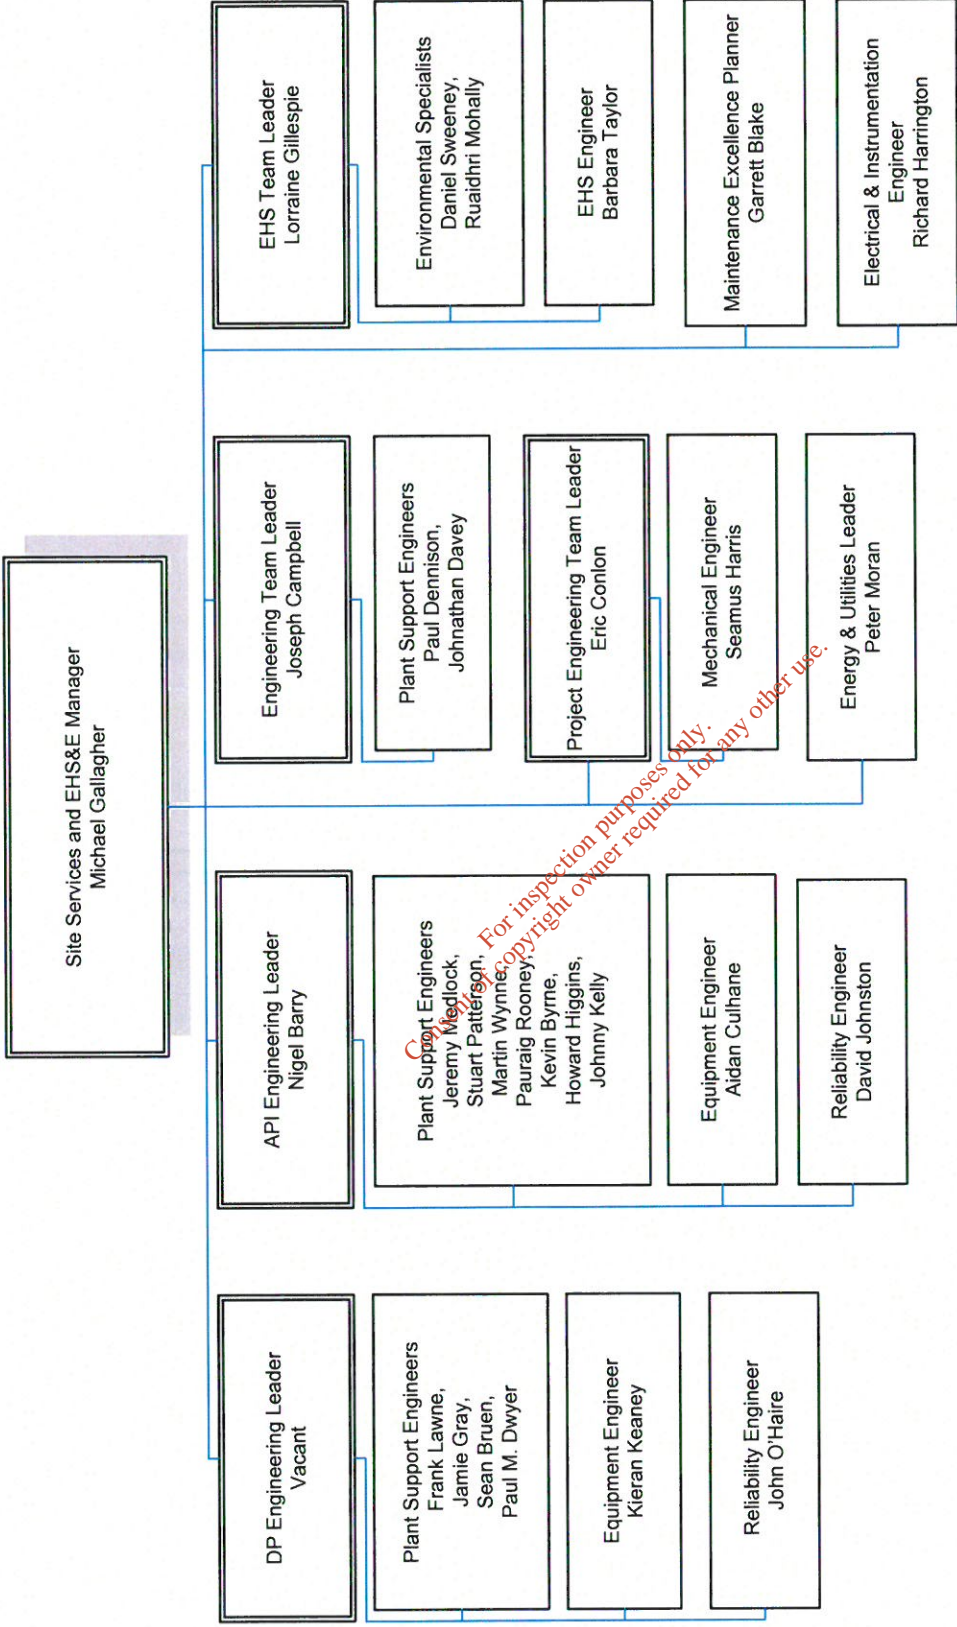 Site Services and EHS&E Manager
Michael Gallagher
DP Engineering Leader
Vacant
Plant Support Engineers
Frank Lawne,
Jamie Gray,
Sean Bruen,
Paul M. Dwyer
Equipment Engineer
Kieran Keaney
Reliability Engineer
John O'Haire
API Engineering Leader
Nigel Barry
Plant Support Engineers
Jeremy Medlock,
Stuart Patterson,
Martin Wynne,
Pauraig Rooney,
Kevin Byrne,
Howard Higgins,
Johnny Kelly
Equipment Engineer
Aidan Culhane
Reliability Engineer
David Johnston
Engineering Team Leader
Joseph Campbell
Plant Support Engineers
Paul Dennison,
Johnathan Davey
Project Engineering Team Leader
Eric Conlon
Mechanical Engineer
Seamus Harris
Energy & Utilities Leader
Peter Moran
EHS Team Leader
Lorraine Gillespie
Environmental Specialists
Daniel Sweeney,
Ruaidhri Mohally
EHS Engineer
Barbara Taylor
Maintenance Excellence Planner
Garrett Blake
Electrical & Instrumentation
Engineer
Richard Harrington
For inspection purposes only.
Consent of copyright owner required for any other use.